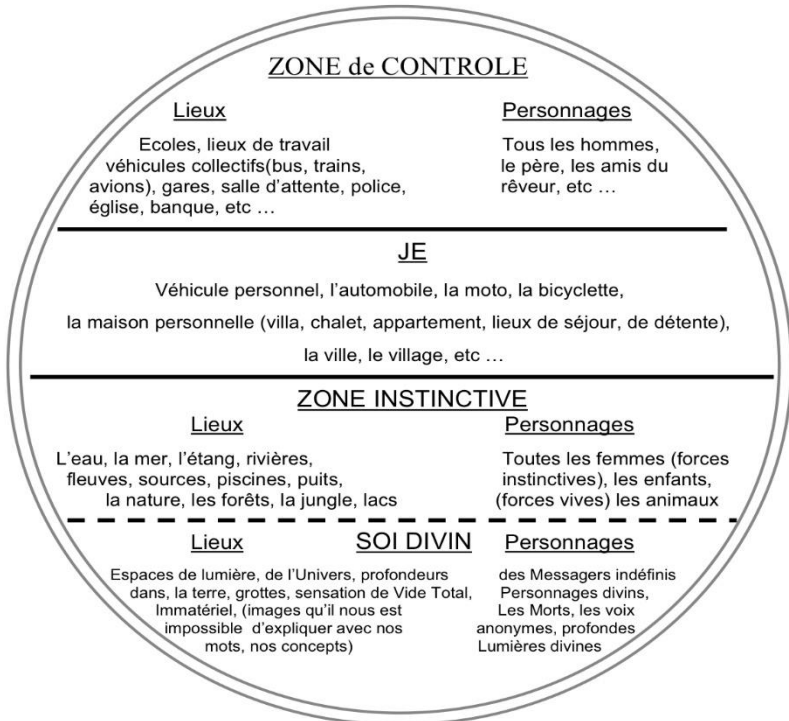 ZONE de CONTROLE
Lieux
Ecoles, lieux de travail
véhicules collectifs(bus, trains,
avions), gares, salle d'attente, police,
église, banque, etc …
Personnages
Tous les hommes,
le père, les amis du
rêveur, etc …
JE
Véhicule personnel, l'automobile, la moto, la bicyclette,
la maison personnelle (villa, chalet, appartement, lieux de séjour, de détente),
la ville, le village, etc …
ZONE INSTINCTIVE
Lieux
L'eau, la mer, l'étang, rivières,
fleuves, sources, piscines, puits,
la nature, les forêts, la jungle, lacs
Personnages
Toutes les femmes (forces
instinctives), les enfants,
(forces vives) les animaux
SOI DIVIN
Lieux
Espaces de lumière, de l'Univers, profondeurs
dans, la terre, grottes, sensation de Vide Total,
Immatériel, (images qu'il nous est
impossible d'expliquer avec nos
mots, nos concepts)
Personnages
des Messagers indéfinis
Personnages divins,
Les Morts, les voix
anonymes, profondes
Lumières divines